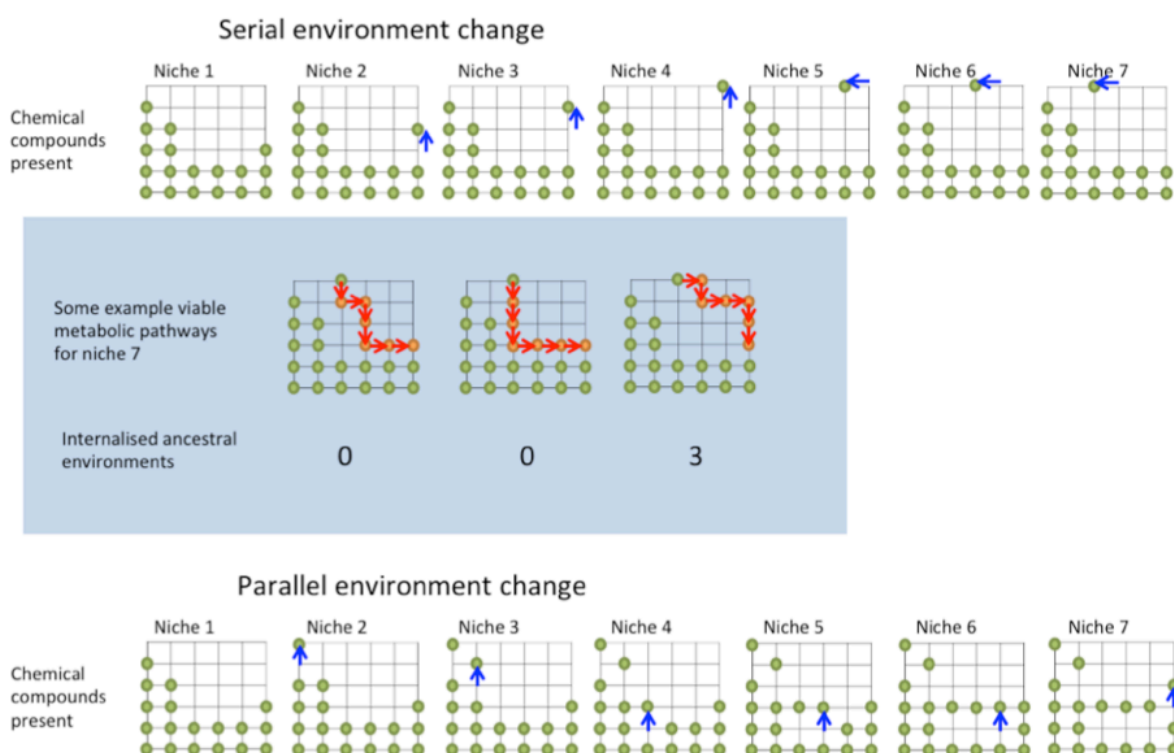 Serial environment change
Niche 1 Niche 2 Niche 3 Niche 4 Niche 5 Niche 6 Niche 7
Chemical
compounds
present
Some example viable
metabolic pathways
for niche 7
Internalised ancestral
environments
0 0 3
Parallel environment change
Niche 1 Niche 2 Niche 3 Niche 4 Niche 5 Niche 6 Niche 7
Chemical
compounds
present